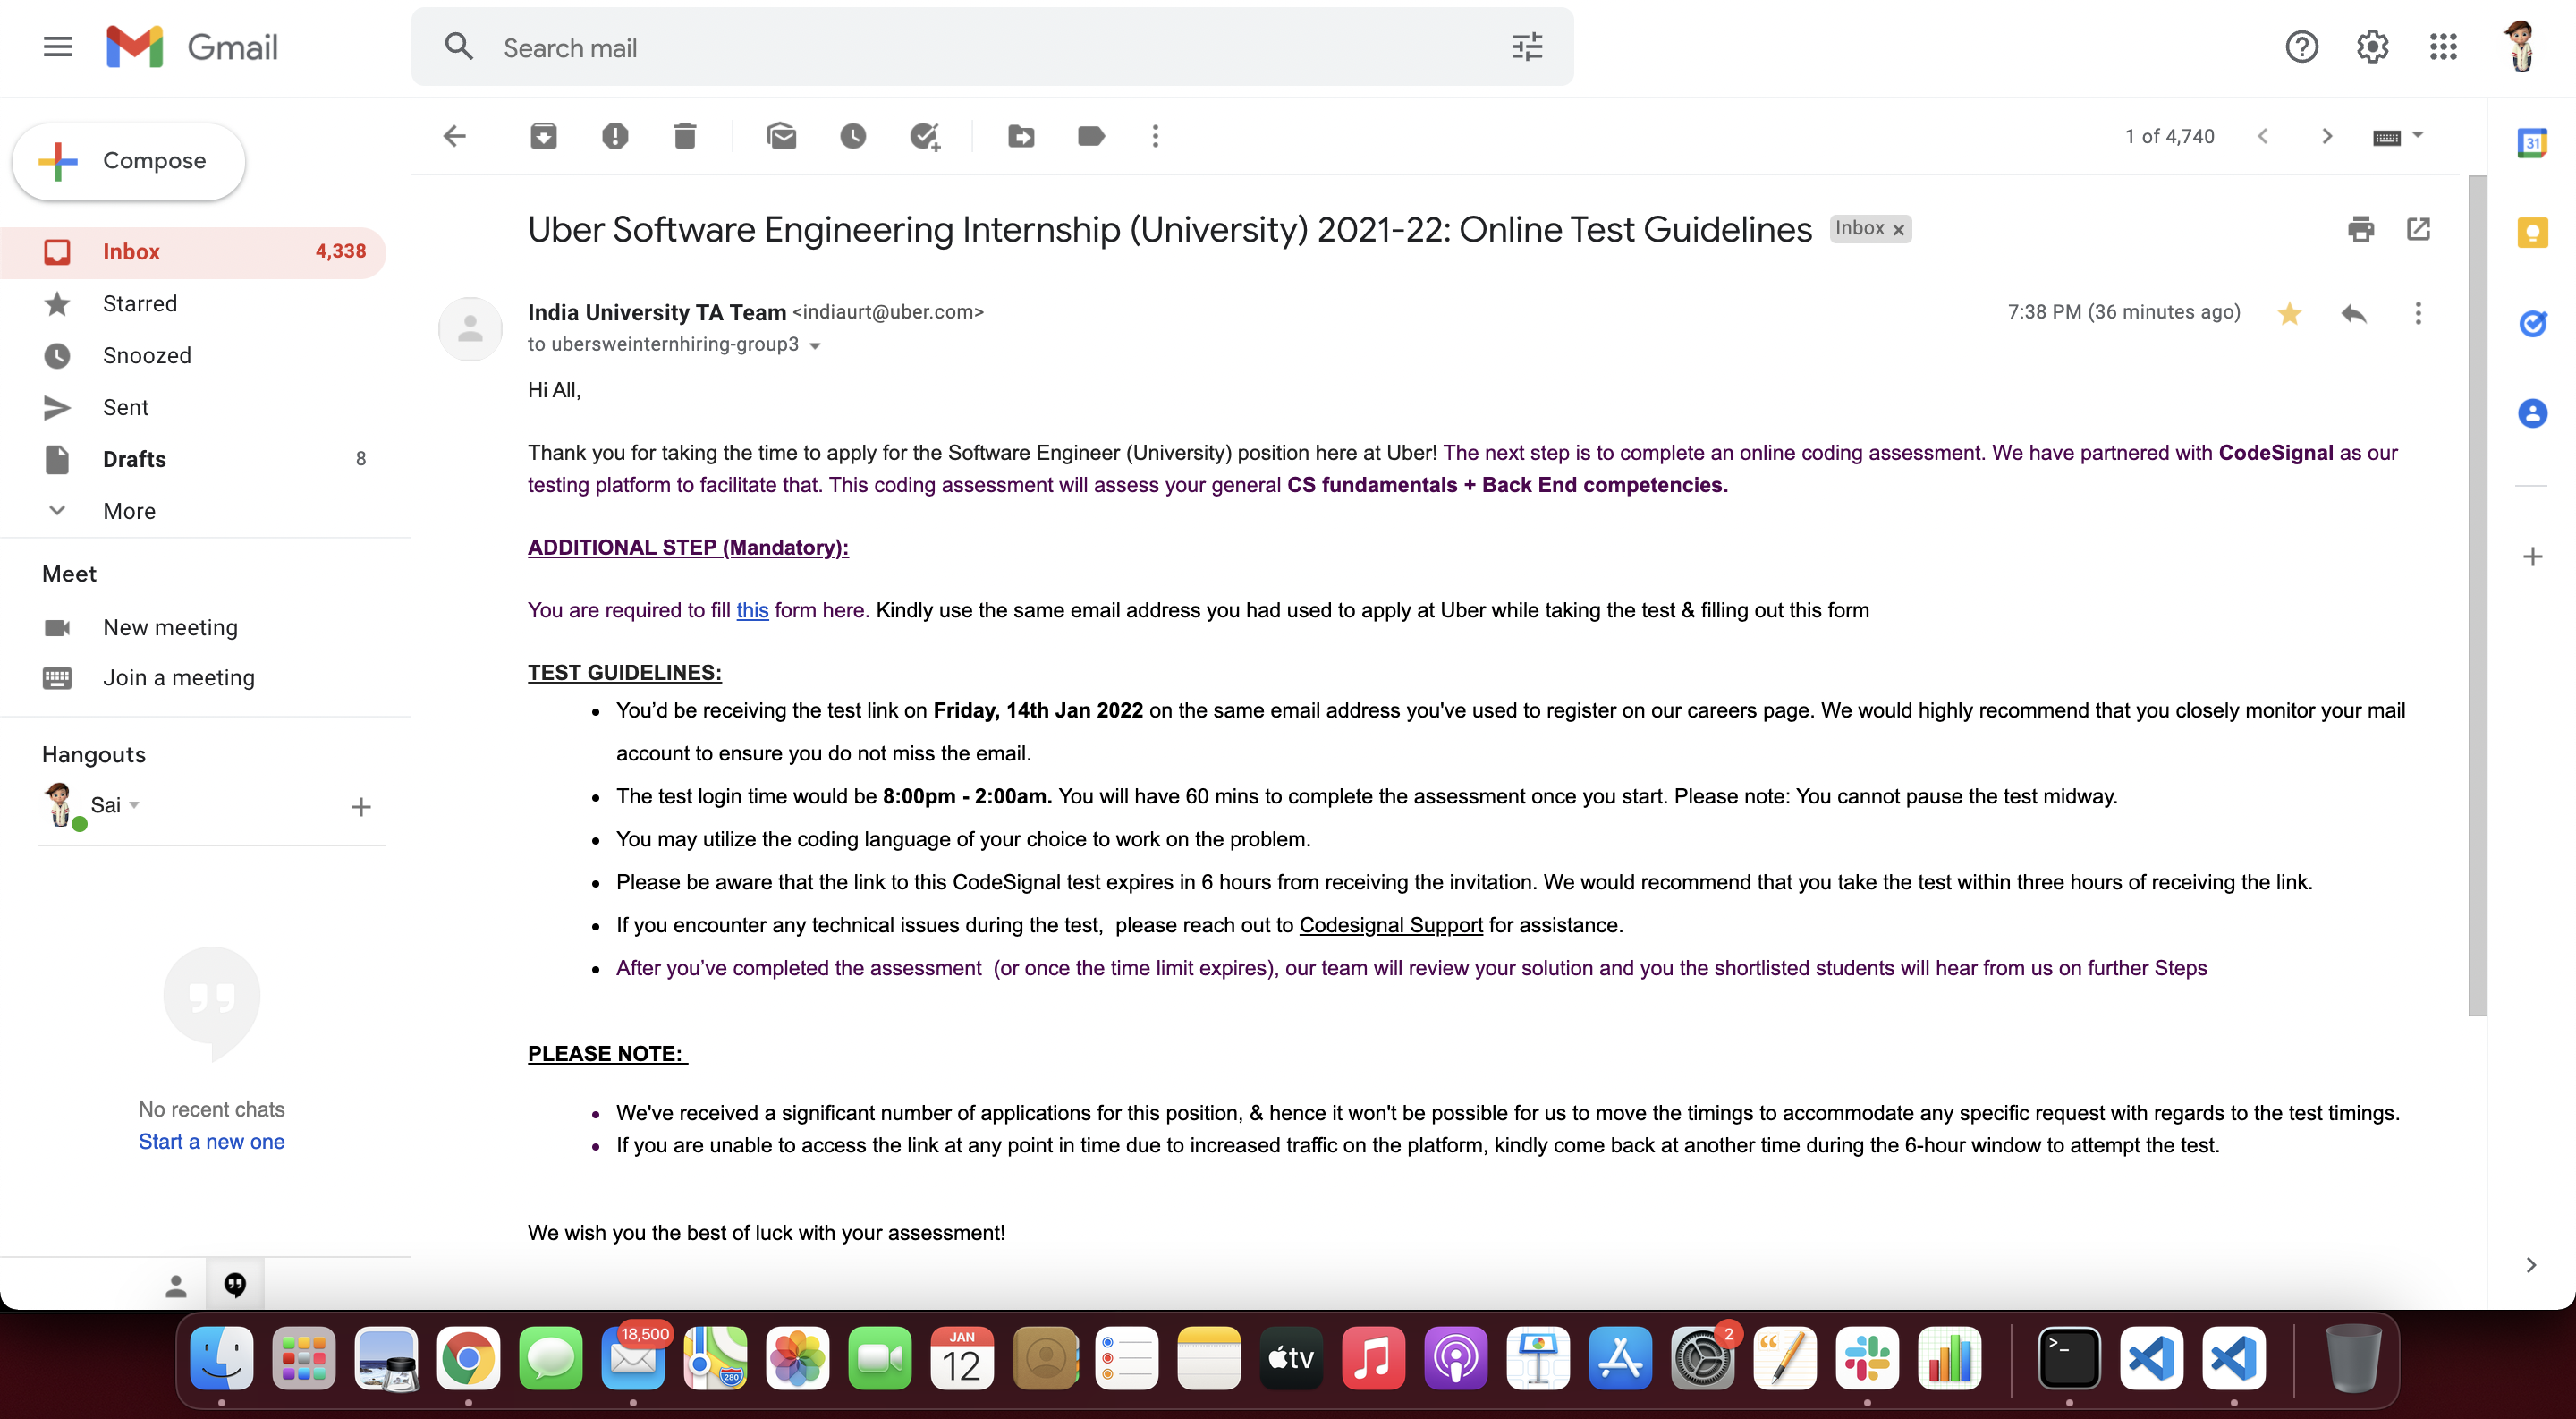 Gmail
Search mail
Compose
1 of 4,740
Inbox 4,338
Starred
Snoozed
Sent
Drafts 8
More
Meet
New meeting
Join a meeting
Hangouts
Sai
No recent chats
Start a new one
Uber Software Engineering Internship (University) 2021-22: Online Test Guidelines Inbox x
India University TA Team <indiaurt@uber.com> 7:38 PM (36 minutes ago)
to ubersweinternhiring-group3
Hi All,
Thank you for taking the time to apply for the Software Engineer (University) position here at Uber! The next step is to complete an online coding assessment. We have partnered with CodeSignal as our
testing platform to facilitate that. This coding assessment will assess your general CS fundamentals + Back End competencies.
ADDITIONAL STEP (Mandatory):
You are required to fill this form here. Kindly use the same email address you had used to apply at Uber while taking the test & filling out this form
TEST GUIDELINES:
• You’d be receiving the test link on Friday, 14th Jan 2022 on the same email address you've used to register on our careers page. We would highly recommend that you closely monitor your mail
account to ensure you do not miss the email.
• The test login time would be 8:00pm - 2:00am. You will have 60 mins to complete the assessment once you start. Please note: You cannot pause the test midway.
• You may utilize the coding language of your choice to work on the problem.
• Please be aware that the link to this CodeSignal test expires in 6 hours from receiving the invitation. We would recommend that you take the test within three hours of receiving the link.
• If you encounter any technical issues during the test,  please reach out to Codesignal Support for assistance.
• After you’ve completed the assessment  (or once the time limit expires), our team will review your solution and you the shortlisted students will hear from us on further Steps
PLEASE NOTE:
• We've received a significant number of applications for this position, & hence it won't be possible for us to move the timings to accommodate any specific request with regards to the test timings.
• If you are unable to access the link at any point in time due to increased traffic on the platform, kindly come back at another time during the 6-hour window to attempt the test.
We wish you the best of luck with your assessment!
31
18,500
280
JAN
12
tv
2
>_